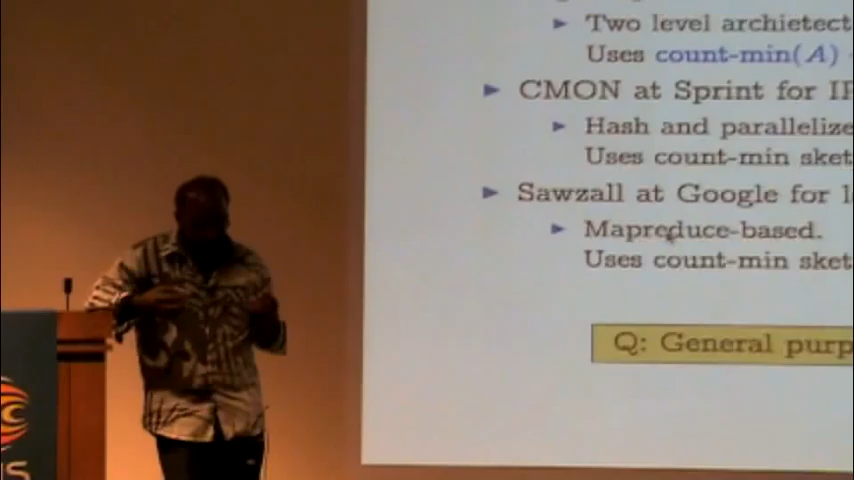 Two level archietect
Uses count-min(A)
CMON at Sprint for IP
Hash and parallelize
Uses count-min sket
Sawzall at Google for l
Mapreduce-based.
Uses count-min sket
Q: General purp